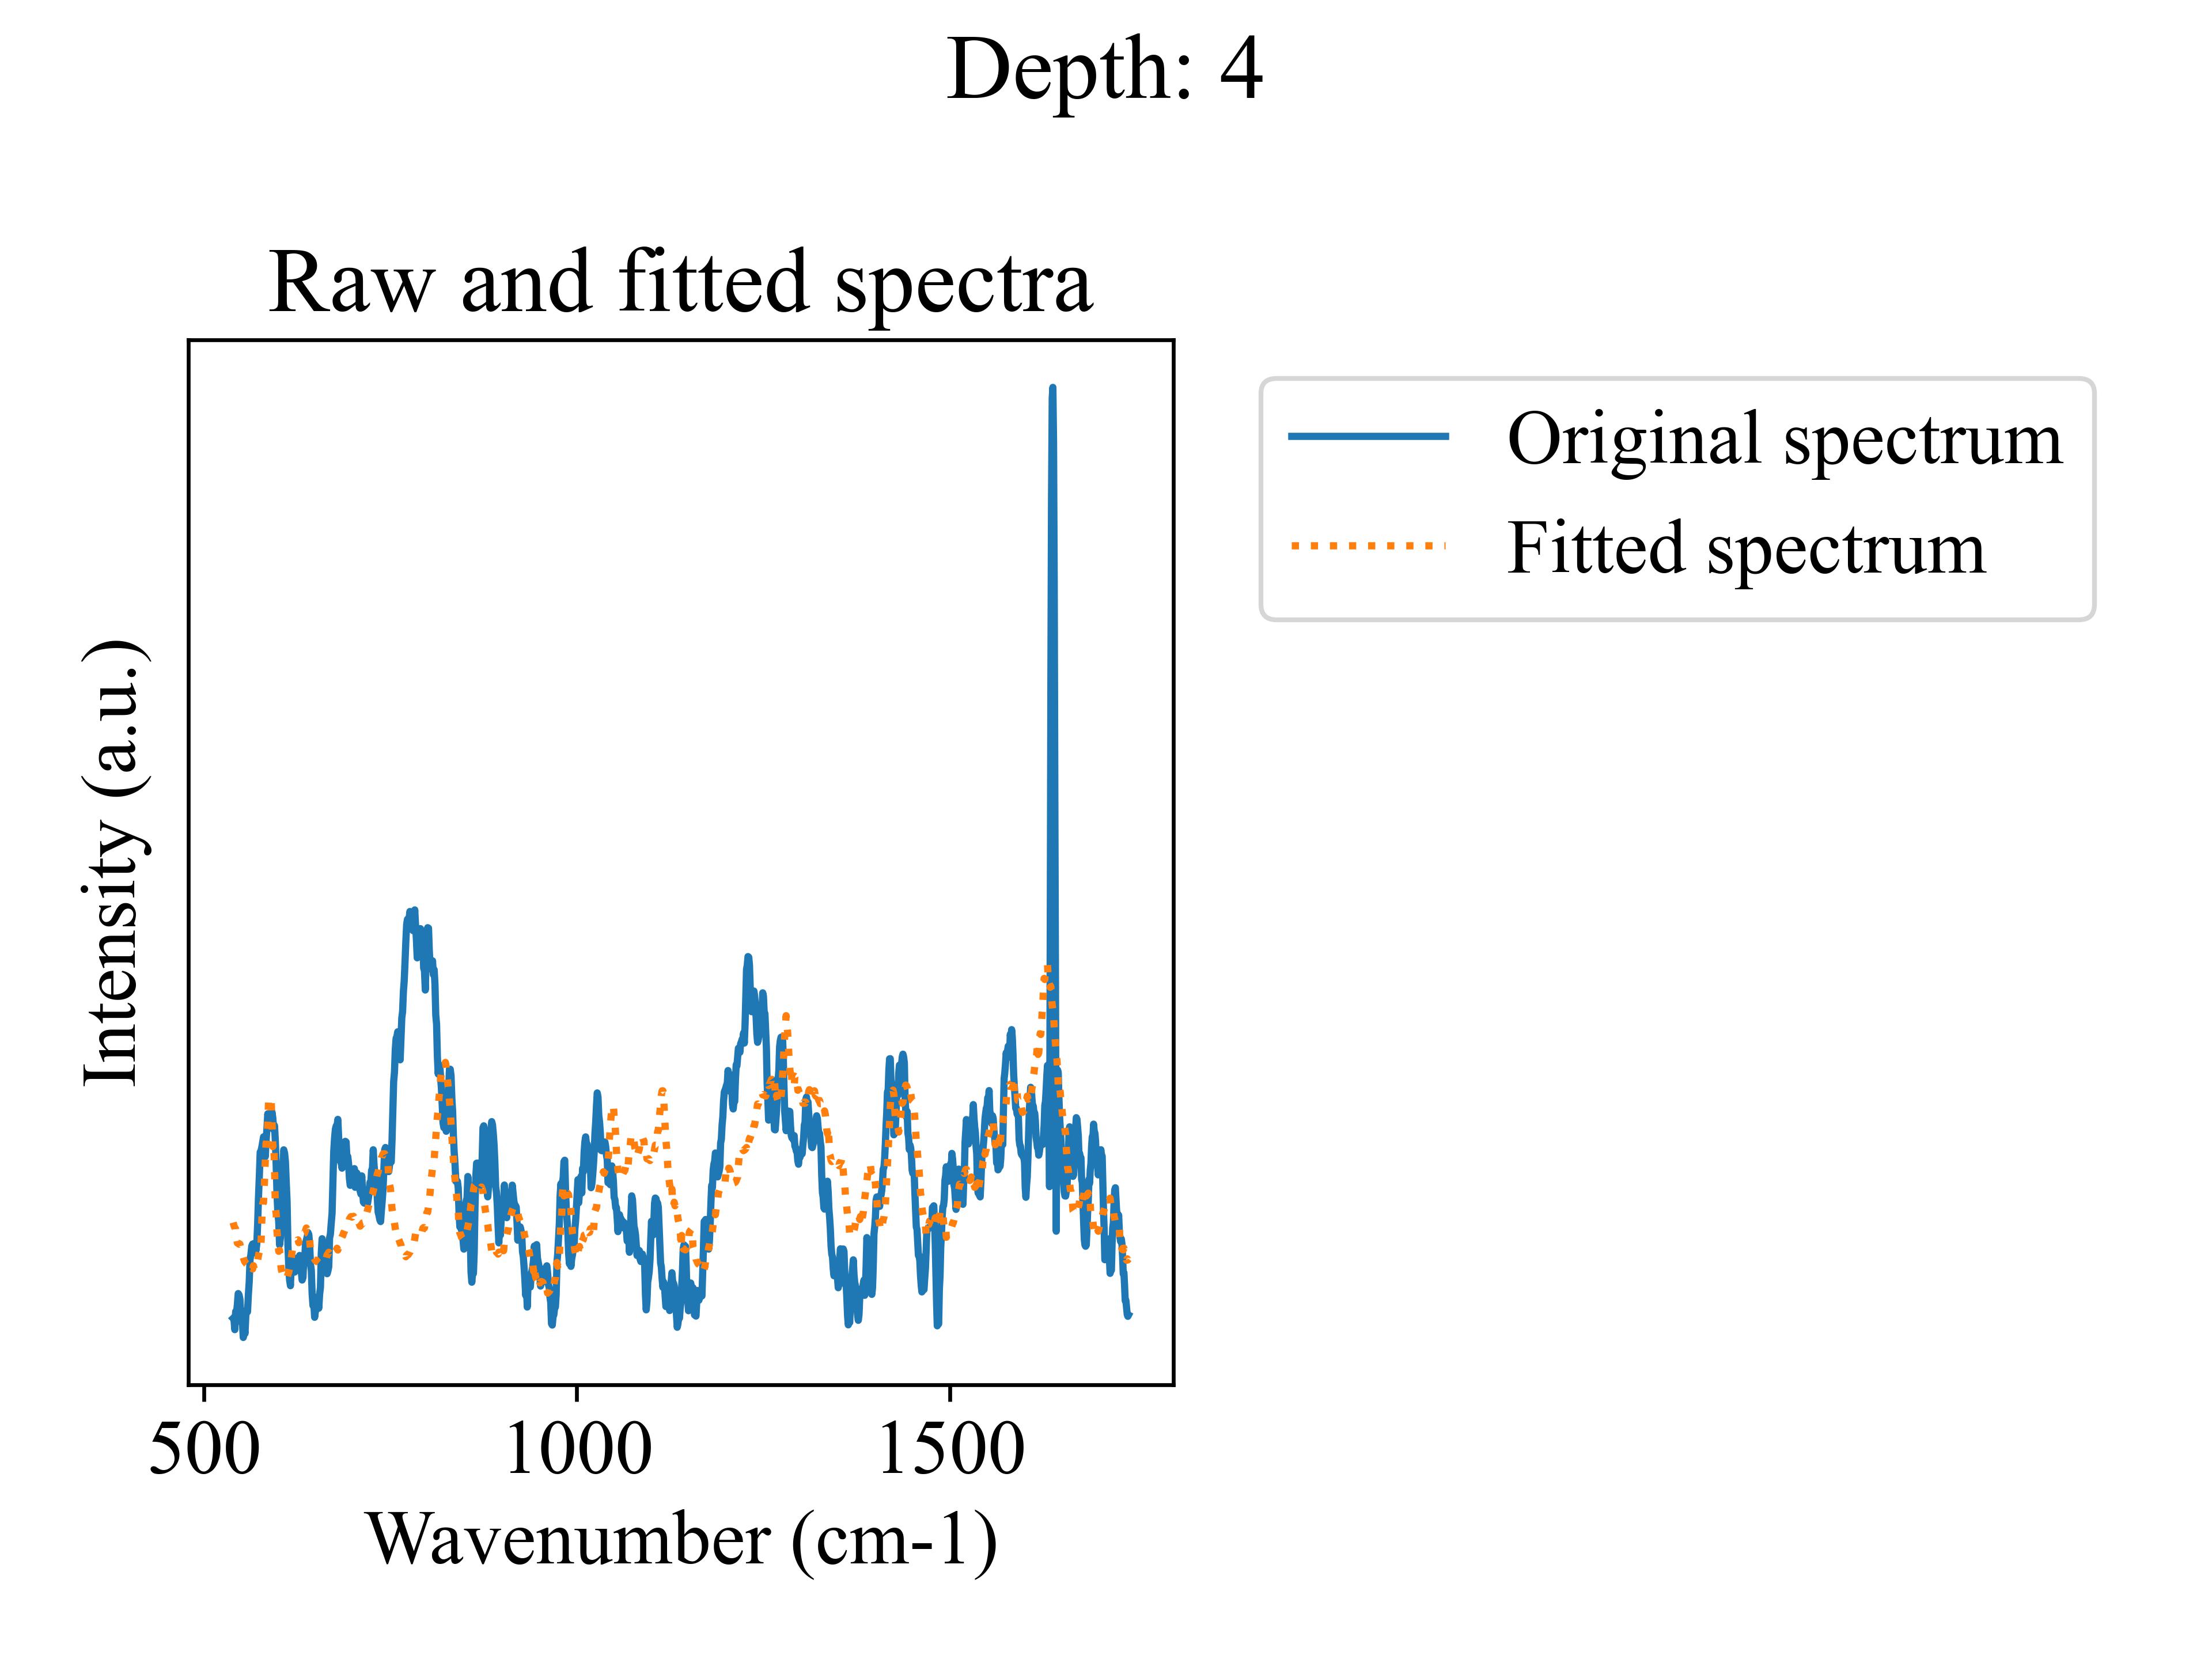 Depth: 4
Raw and fitted spectra
Original spectrum
Fitted spectrum
Intensity (a.u.)
500 1000 1500
Wavenumber (cm-1)